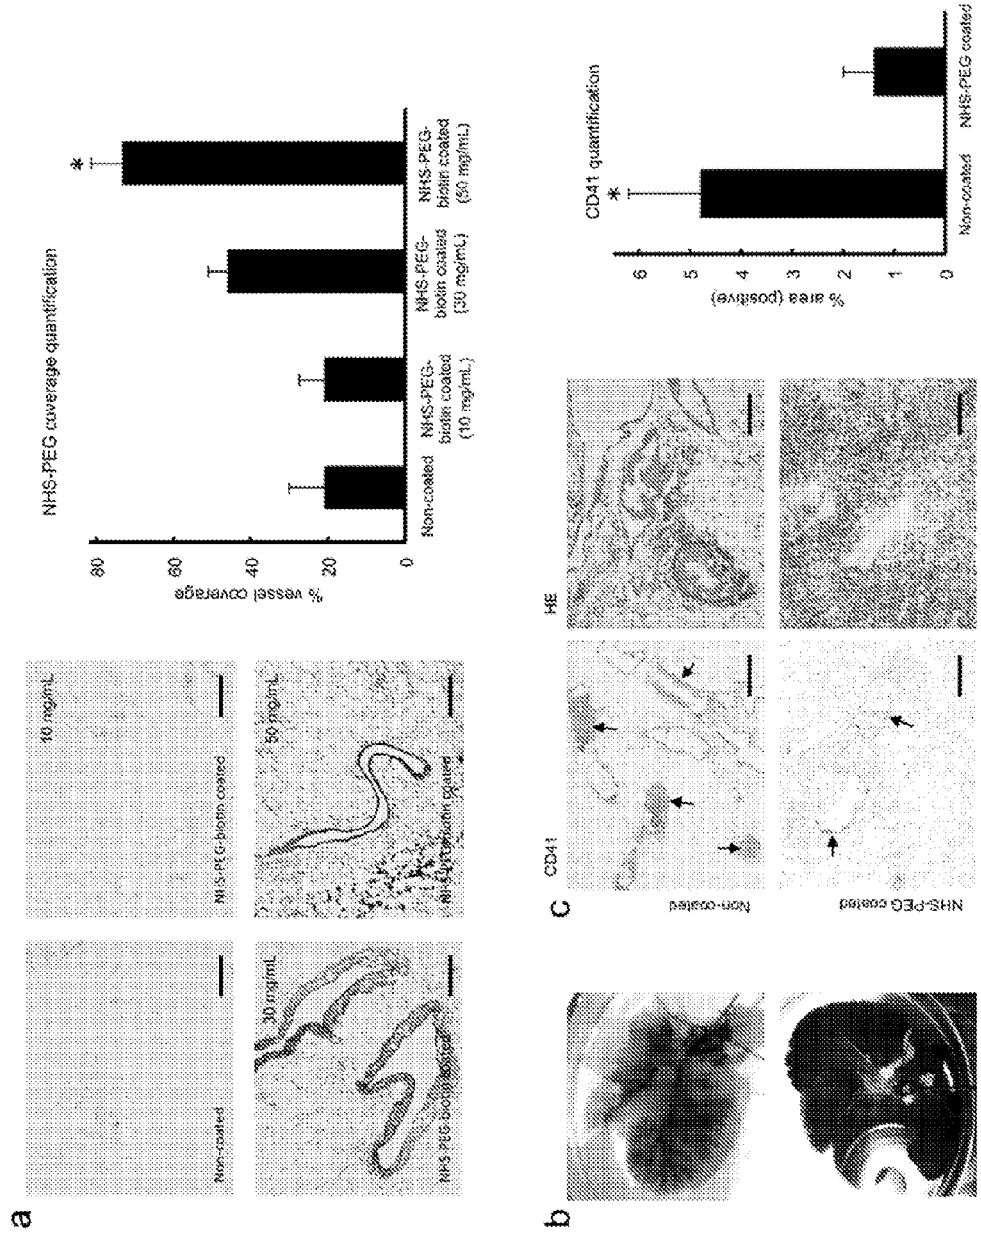 a
Non-coated
10 mg/mL
NHS-PEG-biotin coated
30 mg/mL
NHS-PEG-biotin coated
50 mg/mL
NHS-PEG-biotin coated
NHS-PEG coverage quantification
% vessel coverage
80
60
40
20
0
Non-coated
NHS-PEG-
biotin coated
(10 mg/mL)
NHS-PEG-
biotin coated
(30 mg/mL)
NHS-PEG-
biotin coated
(50 mg/mL)
*
b
c
CD41
HE
Non-coated
NHS-PEG coated
CD41 quantification
% area (positive)
6
5
4
3
2
1
0
*
Non-coated
NHS-PEG coated